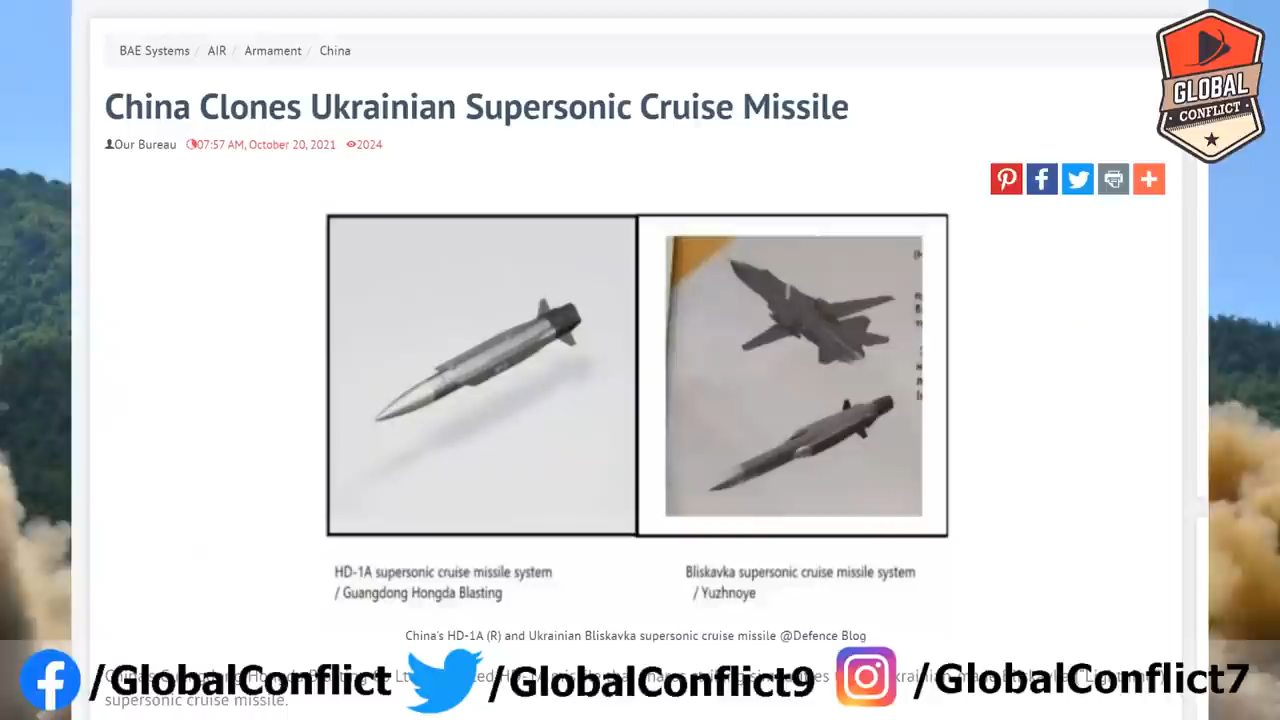 BAE Systems / AIR / Armament / China
China Clones Ukrainian Supersonic Cruise Missile
Our Bureau 07:57 AM, October 20, 2021 2024
GLOBAL
CONFLICT
HD-1A supersonic cruise missile system
/ Guangdong Hongda Blasting
Bliskavka supersonic cruise missile system
/ Yuzhnoye
China's HD-1A (R) and Ukrainian Bliskavka supersonic cruise missile @Defence Blog
/GlobalConflict /GlobalConflict9 /GlobalConflict7
supersonic cruise missile.